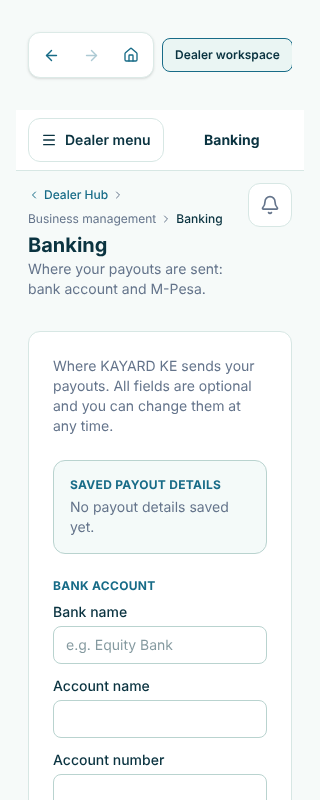 Dealer workspace
Dealer menu
Banking
Dealer Hub
Business management > Banking
Banking
Where your payouts are sent:
bank account and M-Pesa.
Where KAYARD KE sends your
payouts. All fields are optional
and you can change them at
any time.
SAVED PAYOUT DETAILS
No payout details saved
yet.
BANK ACCOUNT
Bank name
e.g. Equity Bank
Account name
Account number